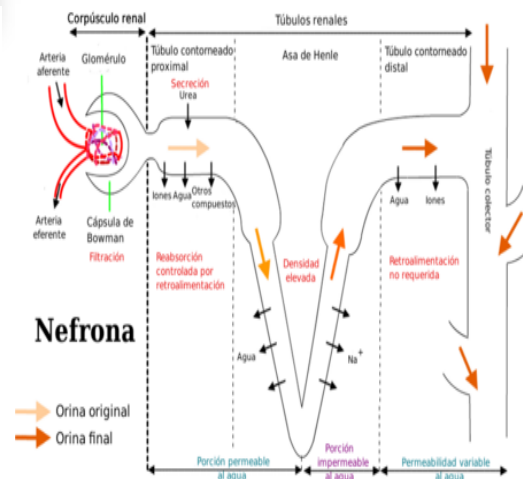 Corpúsculo renal
Túbulos renales
Arteria
aferente
Glomérulo
Túbulo contorneado
proximal
Asa de Henle
Túbulo contorneado
distal
Secreción
Urea
Iones Agua Otros
compuestos
Agua
Iones
Túbulo colector
Arteria
eferente
Cápsula de
Bowman
Filtración
Reabsorción
controlada por
retroalimentación
Densidad
elevada
Retroalimentación
no requerida
Nefrona
Agua
Na+
Orina original
Orina final
Porción permeable
al agua
Porción
impermeable
al agua
Permeabilidad variable
al agua